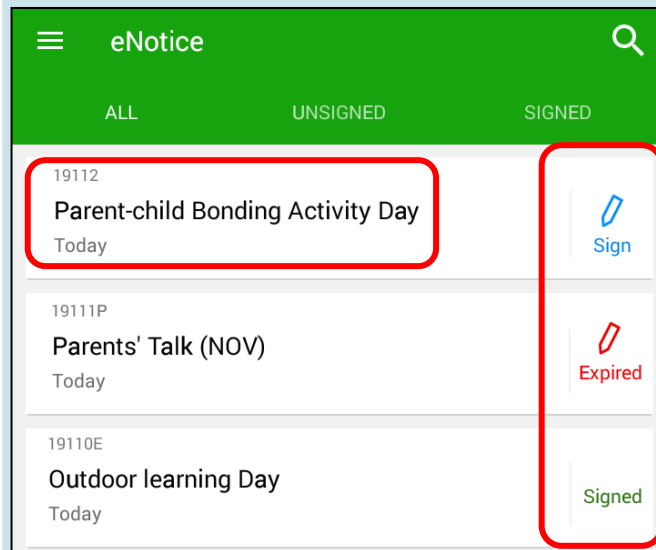 eNotice
ALL UNSIGNED SIGNED
19112
Parent-child Bonding Activity Day
Today
Sign
19111P
Parents' Talk (NOV)
Today
Expired
19110E
Outdoor learning Day
Today
Signed